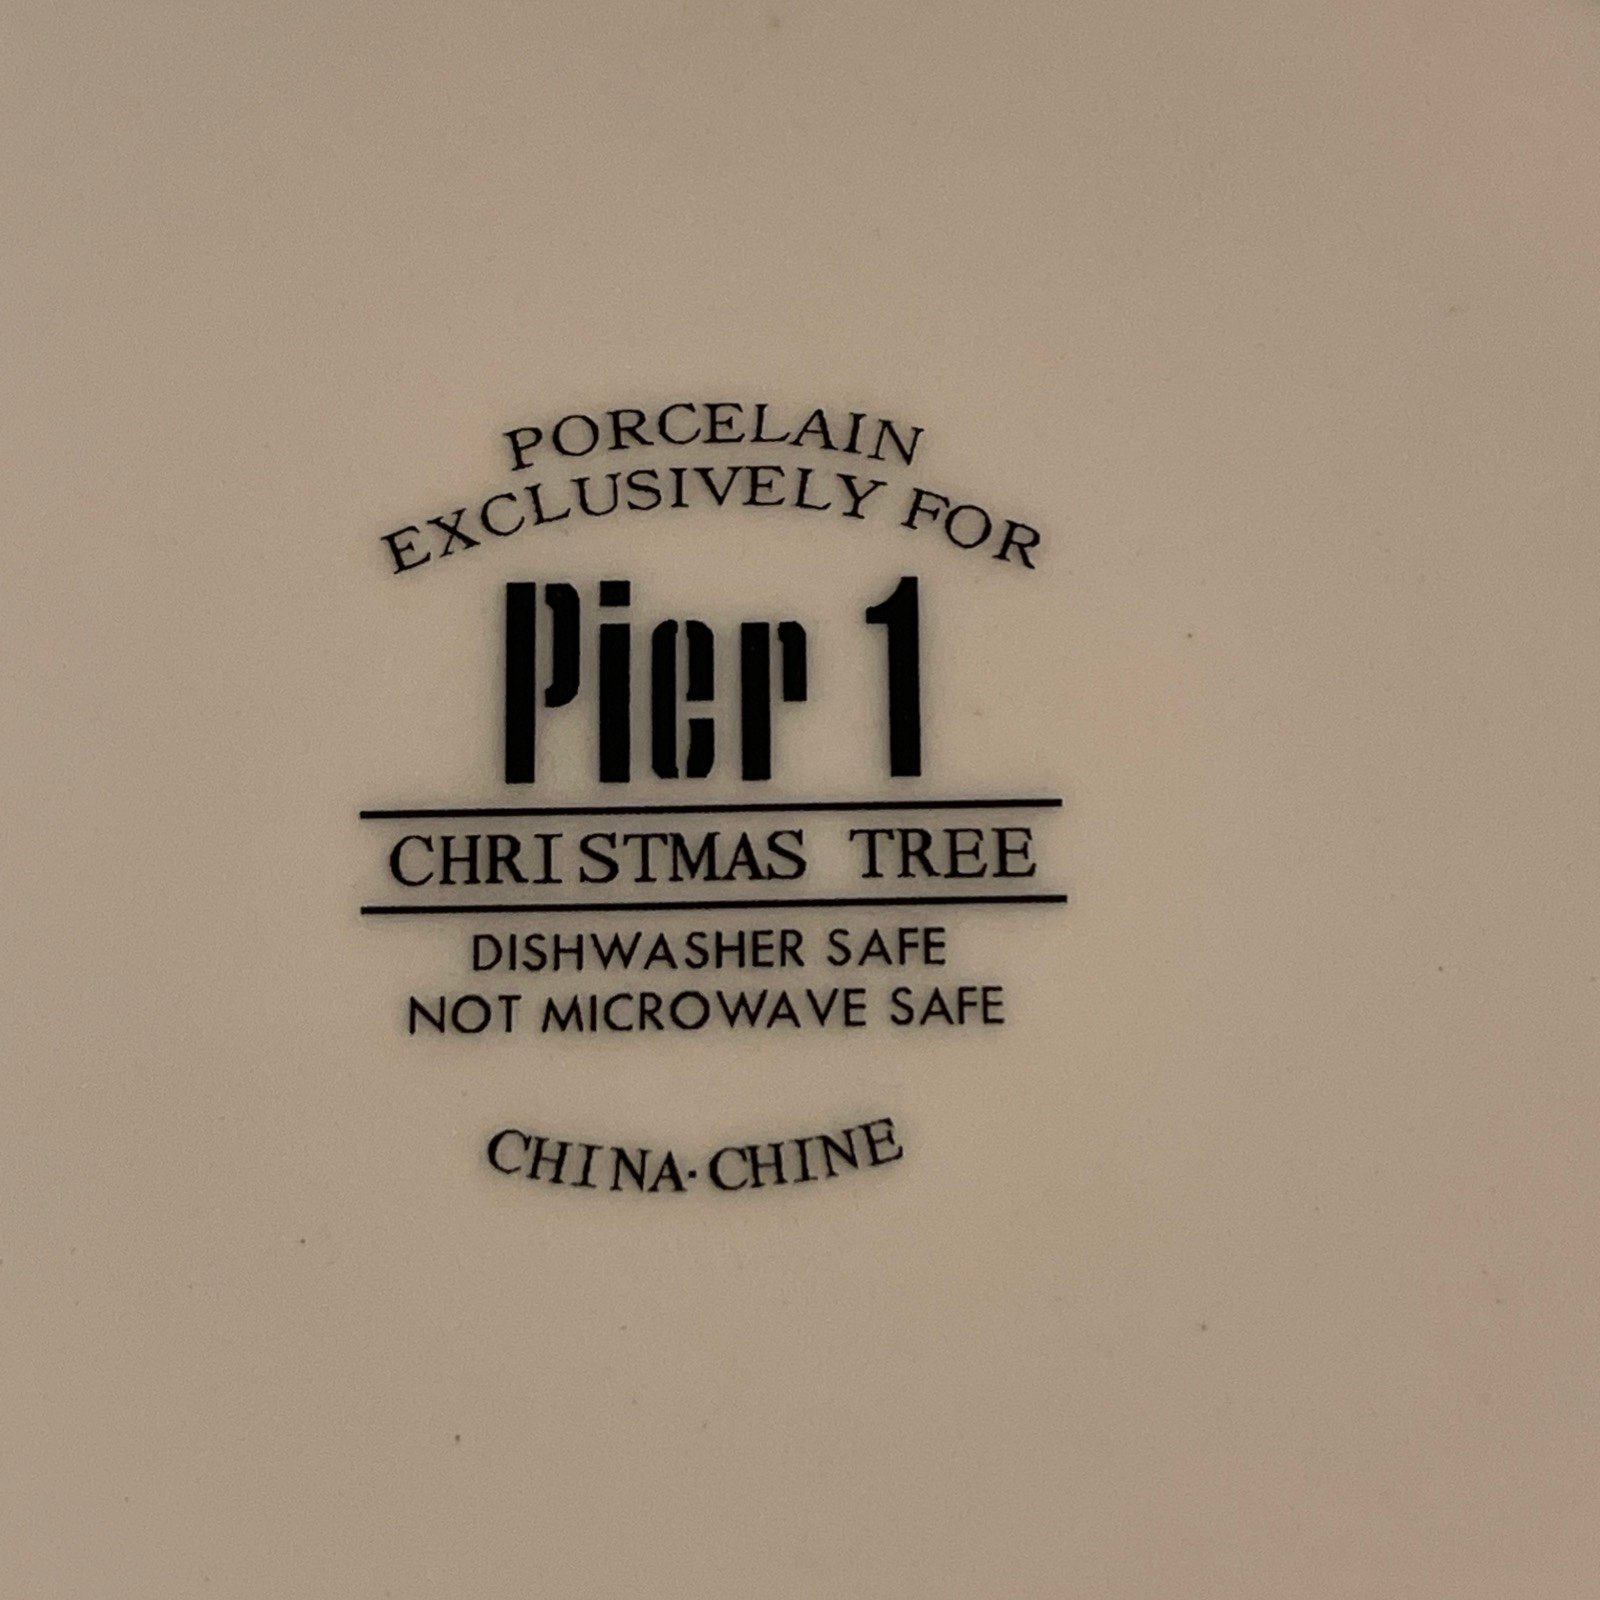 PORCELAIN
EXCLUSIVELY FOR
Pier 1
CHRISTMAS TREE
DISHWASHER SAFE
NOT MICROWAVE SAFE
CHINA·CHINE